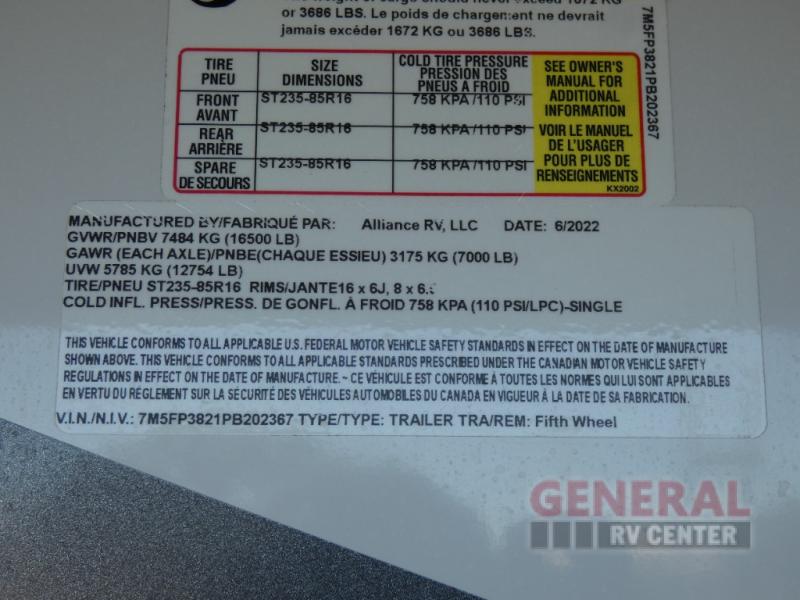 or 3686 LBS. Le poids de chargement ne devrait
jamais excéder 1672 KG ou 3686 LBS.
7M5FP3821PB202367
TIRE
PNEU
SIZE
DIMENSIONS
COLD TIRE PRESSURE
PRESSION DES
PNEUS A FROID
SEE OWNER'S
MANUAL FOR
ADDITIONAL
INFORMATION
VOIR LE MANUEL
DE L'USAGER
POUR PLUS DE
RENSEIGNEMENTS
KX2002
FRONT
AVANT
ST235-85R16
758 KPA /110 PSI
REAR
ARRIÈRE
ST235-85R16
758 KPA /110 PSI
SPARE
DE SECOURS
ST235-85R16
758 KPA /110 PSI
MANUFACTURED BY/FABRIQUÉ PAR: Alliance RV, LLC DATE: 6/2022
GVWR/PNBV 7484 KG (16500 LB)
GAWR (EACH AXLE)/PNBE(CHAQUE ESSIEU) 3175 KG (7000 LB)
UVW 5785 KG (12754 LB)
TIRE/PNEU ST235-85R16 RIMS/JANTE16 x 6J, 8 x 6.
COLD INFL. PRESS/PRESS. DE GONFL. À FROID 758 KPA (110 PSI/LPC)-SINGLE
THIS VEHICLE CONFORMS TO ALL APPLICABLE U.S. FEDERAL MOTOR VEHICLE SAFETY STANDARDS IN EFFECT ON THE DATE OF MANUFACTURE
SHOWN ABOVE. THIS VEHICLE CONFORMS TO ALL APPLICABLE STANDARDS PRESCRIBED UNDER THE CANADIAN MOTOR VEHICLE SAFETY
REGULATIONS IN EFFECT ON THE DATE OF MANUFACTURE. ~ CE VÉHICULE EST CONFORME À TOUTES LES NORMES QUI LUI SONT APPLICABLES
EN VERTU DU RÈGLEMENT SUR LA SÉCURITÉ DES VÉHICULES AUTOMOBILES DU CANADA EN VIGUEUR À LA DATE DE SA FABRICATION.
V.I.N./N.I.V.: 7M5FP3821PB202367 TYPE/TYPE: TRAILER TRA/REM: Fifth Wheel
GENERAL
RV CENTER